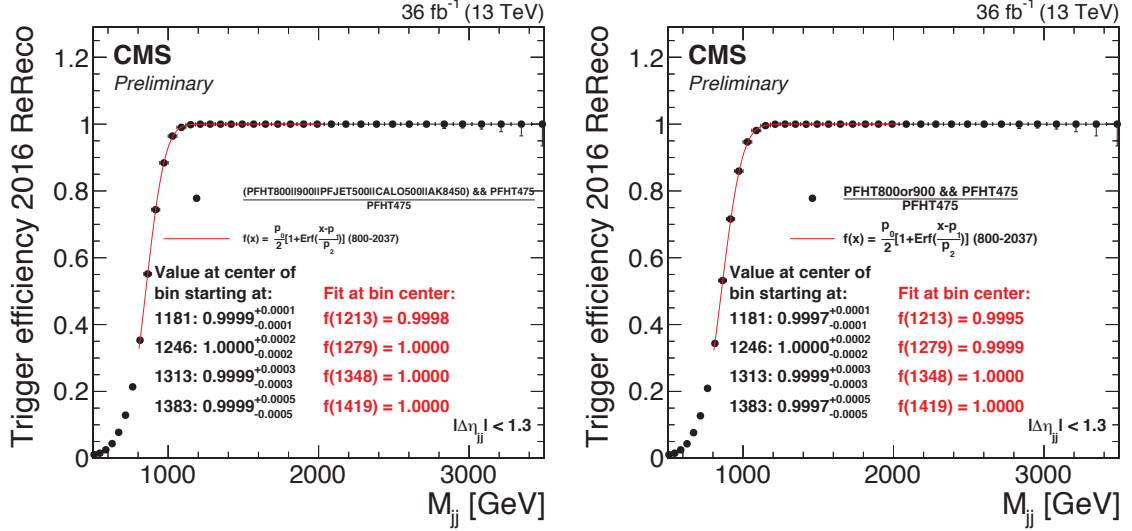 36 fb-1 (13 TeV)
CMS
Preliminary
Trigger efficiency 2016 ReReco
1.2
1
0.8
0.6
0.4
0.2
0
(PFHT800||900||PFJET500||CALO500||AK8450) && PFHT475
PFHT475
f(x) = p0/2[1+Erf(x-p1/p2)] (800-2037)
Value at center of
bin starting at:
Fit at bin center:
1181: 0.9999 +0.0001 -0.0001
f(1213) = 0.9998
1246: 1.0000 +0.0002 -0.0002
f(1279) = 1.0000
1313: 0.9999 +0.0003 -0.0003
f(1348) = 1.0000
1383: 0.9999 +0.0005 -0.0005
f(1419) = 1.0000
|Δηjj| < 1.3
1000 2000 3000
Mjj [GeV]
36 fb-1 (13 TeV)
CMS
Preliminary
Trigger efficiency 2016 ReReco
1.2
1
0.8
0.6
0.4
0.2
0
PFHT800or900 && PFHT475
PFHT475
f(x) = p0/2[1+Erf(x-p1/p2)] (800-2037)
Value at center of
bin starting at:
Fit at bin center:
1181: 0.9997 +0.0001 -0.0001
f(1213) = 0.9995
1246: 1.0000 +0.0002 -0.0002
f(1279) = 0.9999
1313: 0.9999 +0.0003 -0.0003
f(1348) = 1.0000
1383: 0.9997 +0.0005 -0.0005
f(1419) = 1.0000
|Δηjj| < 1.3
1000 2000 3000
Mjj [GeV]